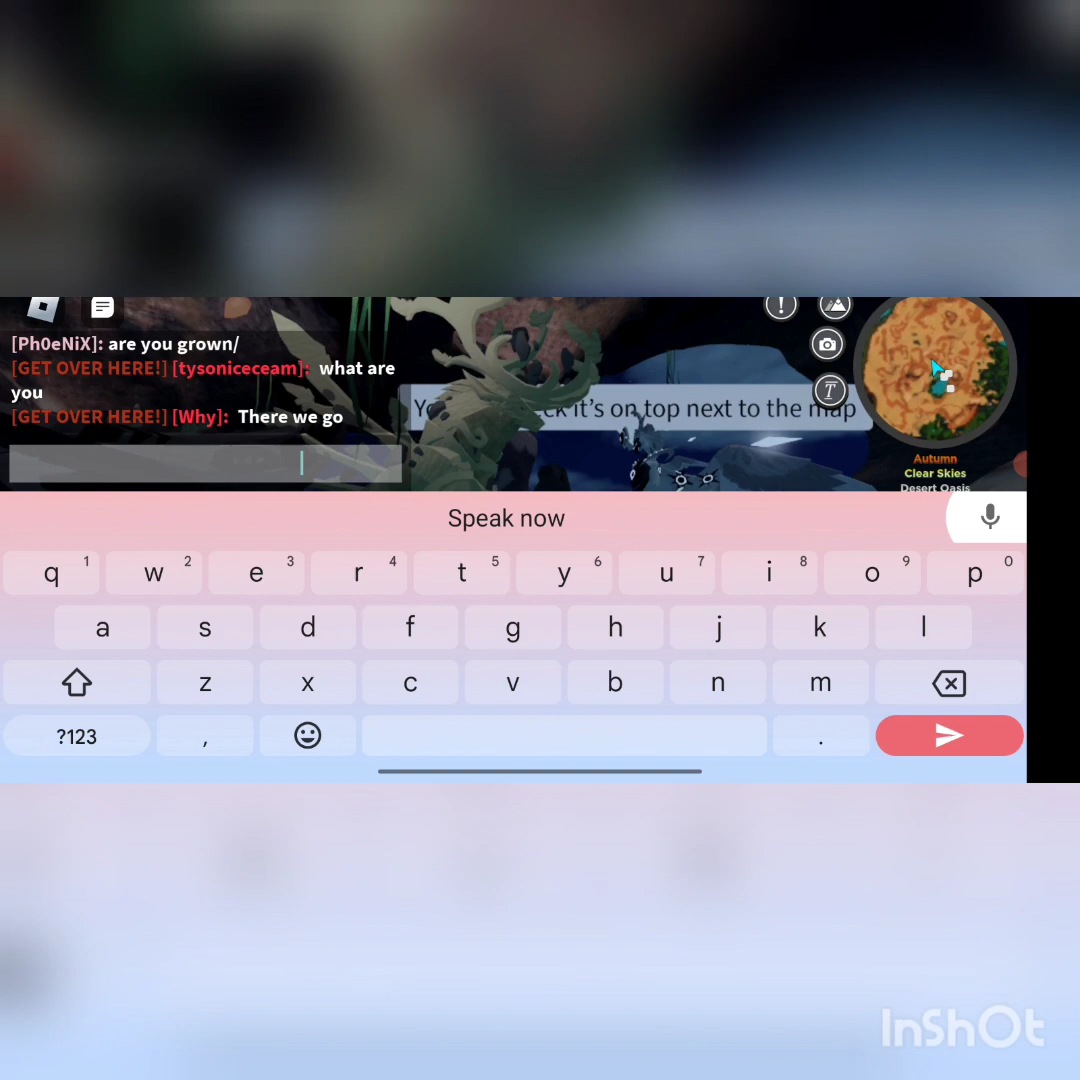 [Ph0eNiX]: are you grown/
[GET OVER HERE!] [tysoniceceam]: what are
you
[GET OVER HERE!] [Why]: There we go
it's on top next to the map
Autumn
Clear Skies
Desert Oasis
Speak now
q 1 w 2 e 3 r 4 t 5 y 6 u 7 i 8 o 9 p 0
a s d f g h j k l
z x c v b n m
?123 , .
InShOt